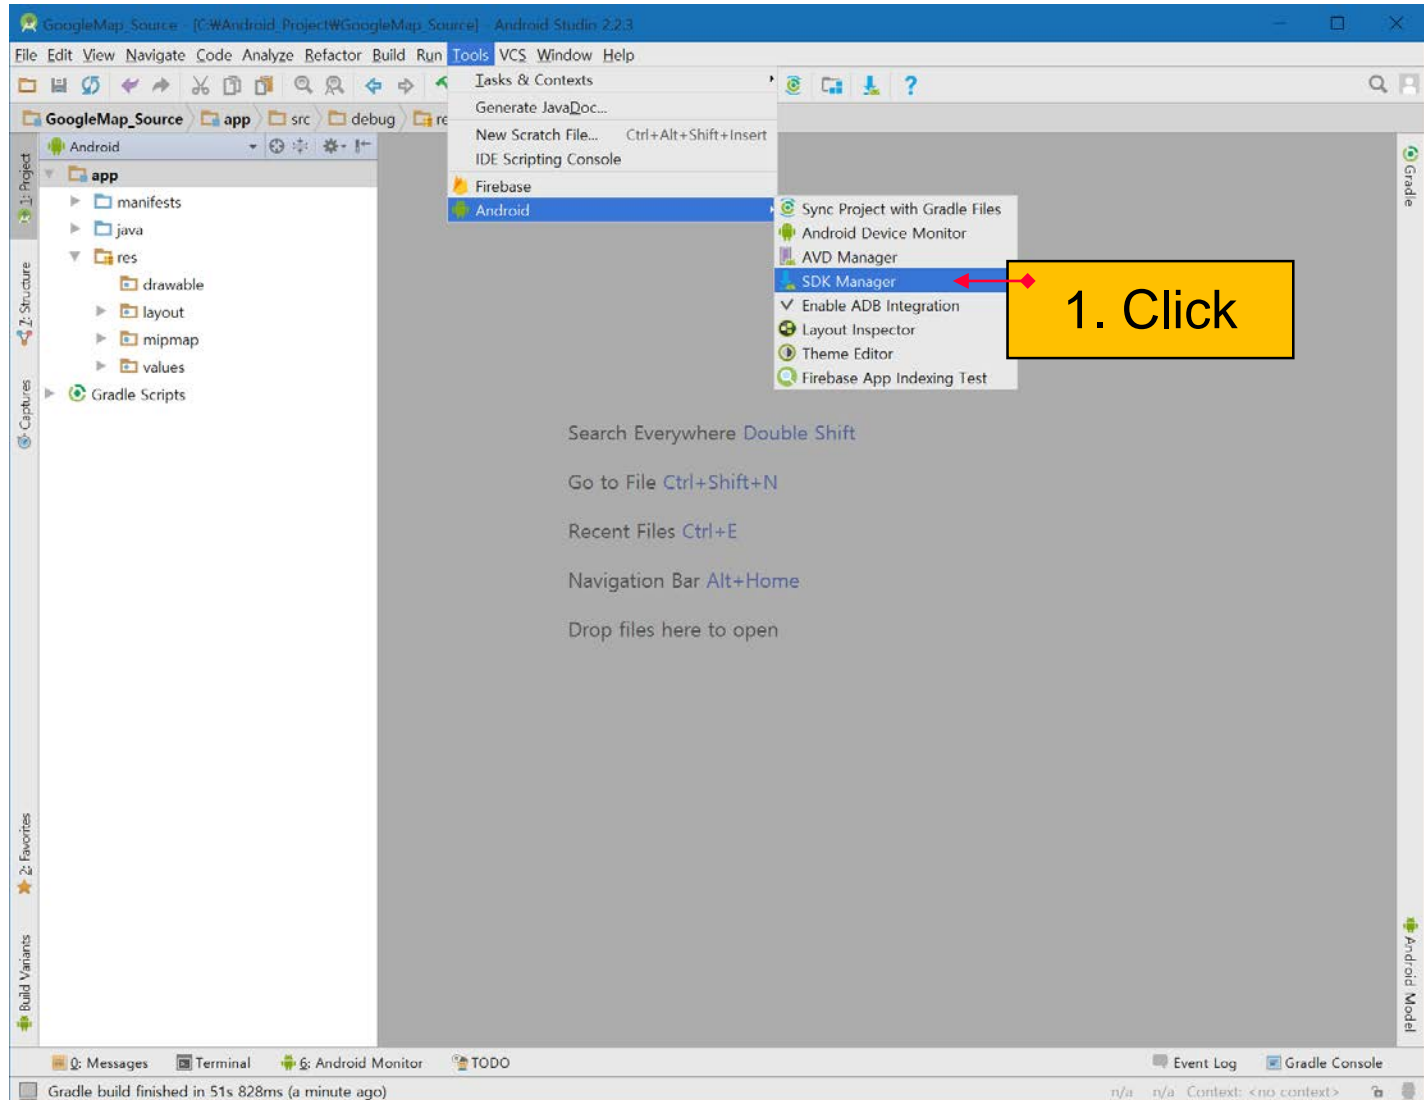 GoogleMap_Source - [C:₩Android_Project₩GoogleMap_Source] - Android Studio 2.2.3
File Edit View Navigate Code Analyze Refactor Build Run Tools VCS Window Help
GoogleMap_Source app src debug re
Android
app
manifests
java
res
drawable
layout
mipmap
values
Gradle Scripts
Tasks & Contexts
Generate JavaDoc...
New Scratch File... Ctrl+Alt+Shift+Insert
IDE Scripting Console
Firebase
Android
Sync Project with Gradle Files
Android Device Monitor
AVD Manager
SDK Manager
Enable ADB Integration
Layout Inspector
Theme Editor
Firebase App Indexing Test
1. Click
Search Everywhere Double Shift
Go to File Ctrl+Shift+N
Recent Files Ctrl+E
Navigation Bar Alt+Home
Drop files here to open
1: Project
7: Structure
Captures
2: Favorites
Build Variants
Gradle
Android Model
0: Messages Terminal 6: Android Monitor TODO Event Log Gradle Console
Gradle build finished in 51s 828ms (a minute ago) n/a n/a Context: <no context>